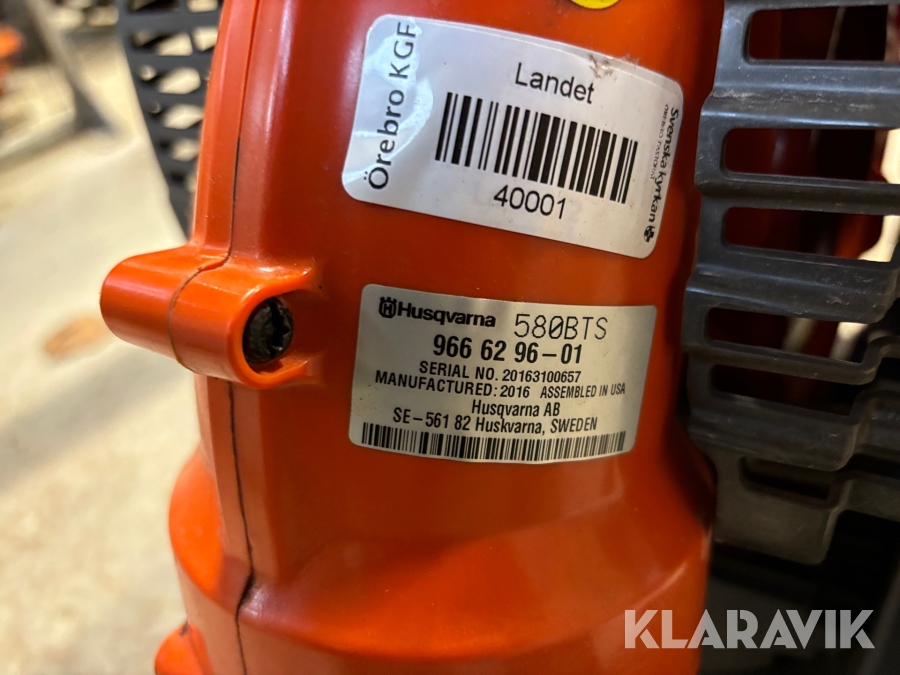 Örebro KGF
Landet
40001
Svenska kyrkan
Husqvarna 580BTS
966 62 96-01
SERIAL NO. 20163100657
MANUFACTURED: 2016 ASSEMBLED IN USA
Husqvarna AB
SE-561 82 Huskvarna, SWEDEN
KLARAVIK